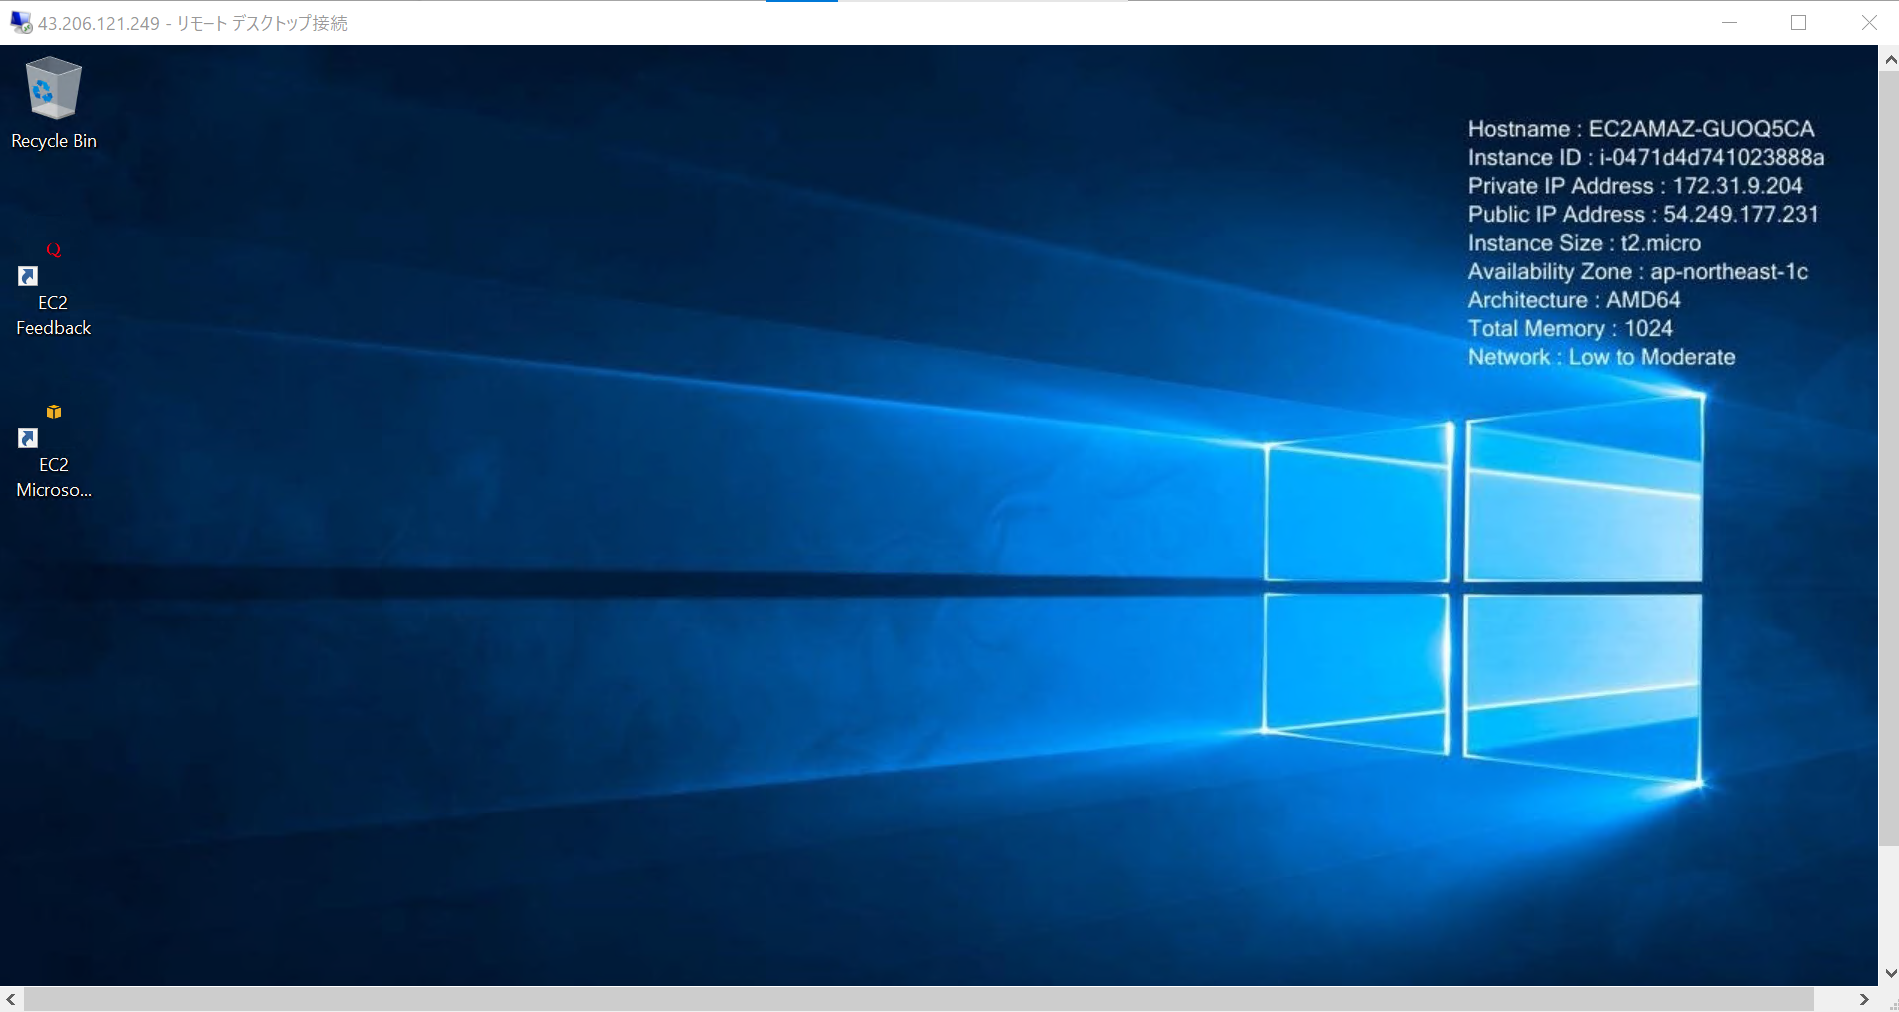 43.206.121.249 - リモート デスクトップ接続
Recycle Bin
EC2
Feedback
EC2
Microso...
Hostname : EC2AMAZ-GUOQ5CA
Instance ID : i-0471d4d741023888a
Private IP Address : 172.31.9.204
Public IP Address : 54.249.177.231
Instance Size : t2.micro
Availability Zone : ap-northeast-1c
Architecture : AMD64
Total Memory : 1024
Network : Low to Moderate